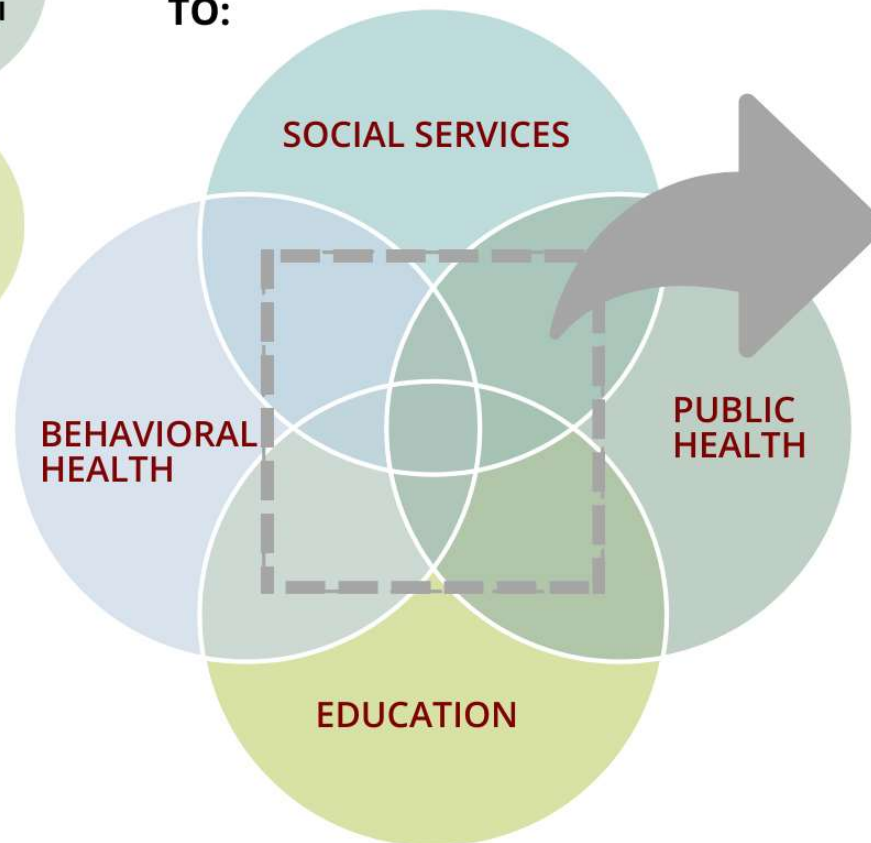 TO:
SOCIAL SERVICES
BEHAVIORAL
HEALTH
PUBLIC
HEALTH
EDUCATION